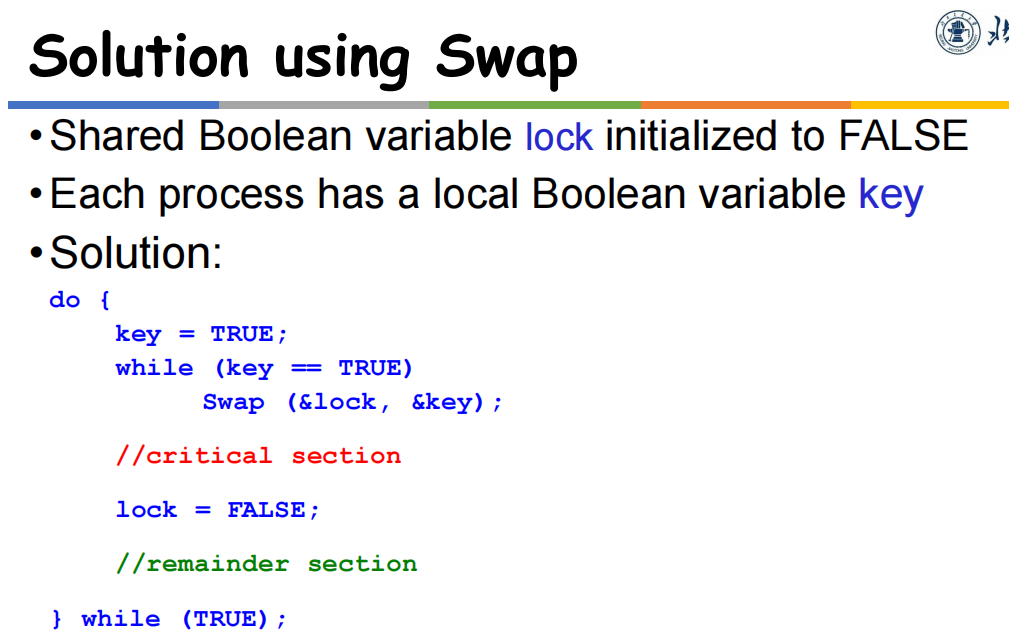 Solution using Swap
•Shared Boolean variable lock initialized to FALSE
•Each process has a local Boolean variable key
•Solution:
do {
key = TRUE;
while (key == TRUE)
Swap (&lock, &key);
//critical section
lock = FALSE;
//remainder section
} while (TRUE);